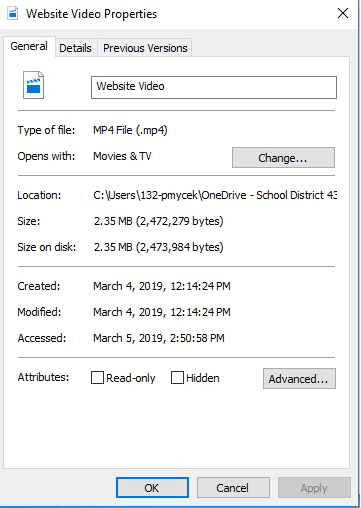 Website Video Properties
General Details Previous Versions
Website Video
Type of file: MP4 File (.mp4)
Opens with: Movies & TV Change...
Location: C:\Users\132-pmycek\OneDrive - School District 43
Size: 2.35 MB (2,472,279 bytes)
Size on disk: 2.35 MB (2,473,984 bytes)
Created: March 4, 2019, 12:14:24 PM
Modified: March 4, 2019, 12:14:24 PM
Accessed: March 5, 2019, 2:50:58 PM
Attributes: Read-only Hidden Advanced...
OK Cancel Apply